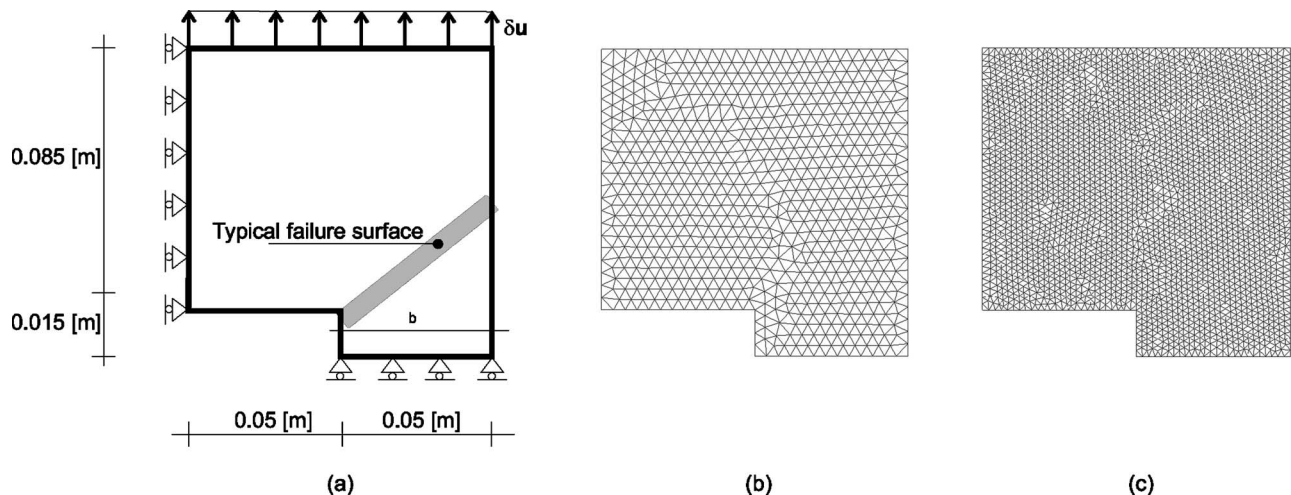 δu
0.085 [m]
Typical failure surface
b
0.015 [m]
0.05 [m]
0.05 [m]
(a)
(b)
(c)